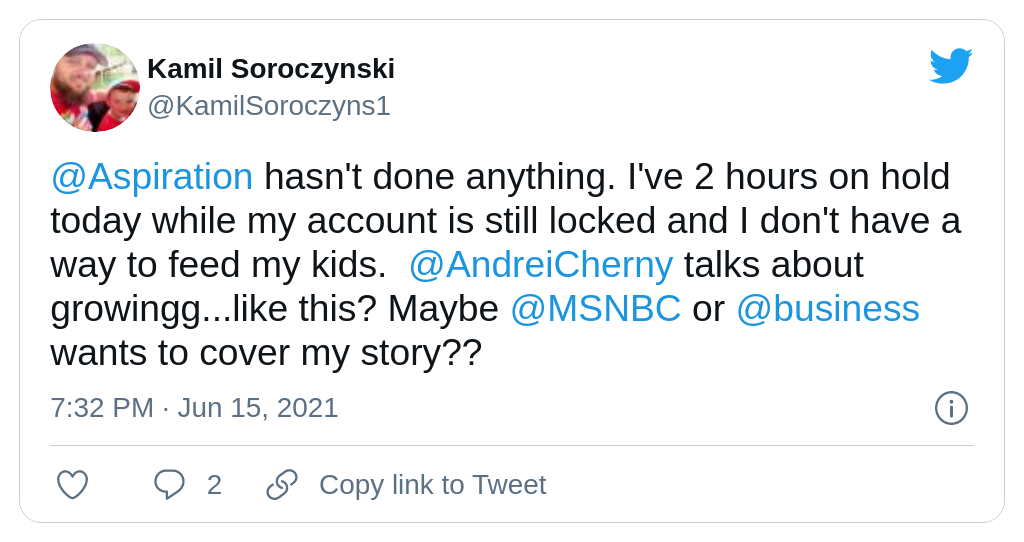 Kamil Soroczynski
@KamilSoroczyns1
@Aspiration hasn't done anything. I've 2 hours on hold
today while my account is still locked and I don't have a
way to feed my kids.  @AndreiCherny talks about
growingg...like this? Maybe @MSNBC or @business
wants to cover my story??
7:32 PM · Jun 15, 2021
2 Copy link to Tweet